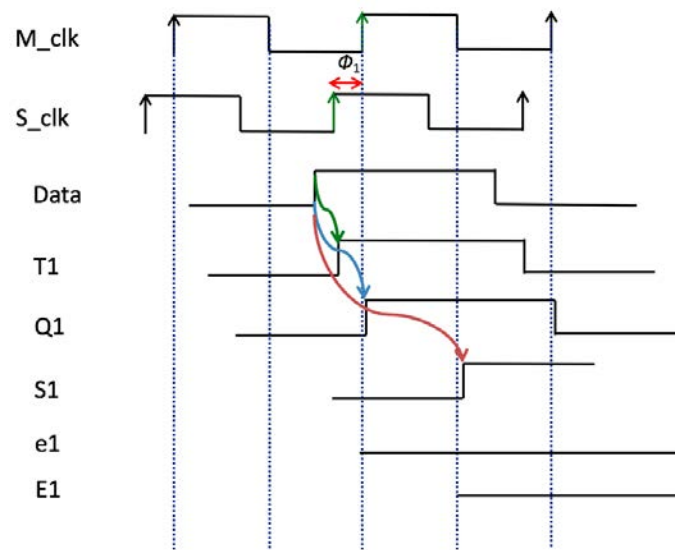 M_clk
Φ1
S_clk
Data
T1
Q1
S1
e1
E1